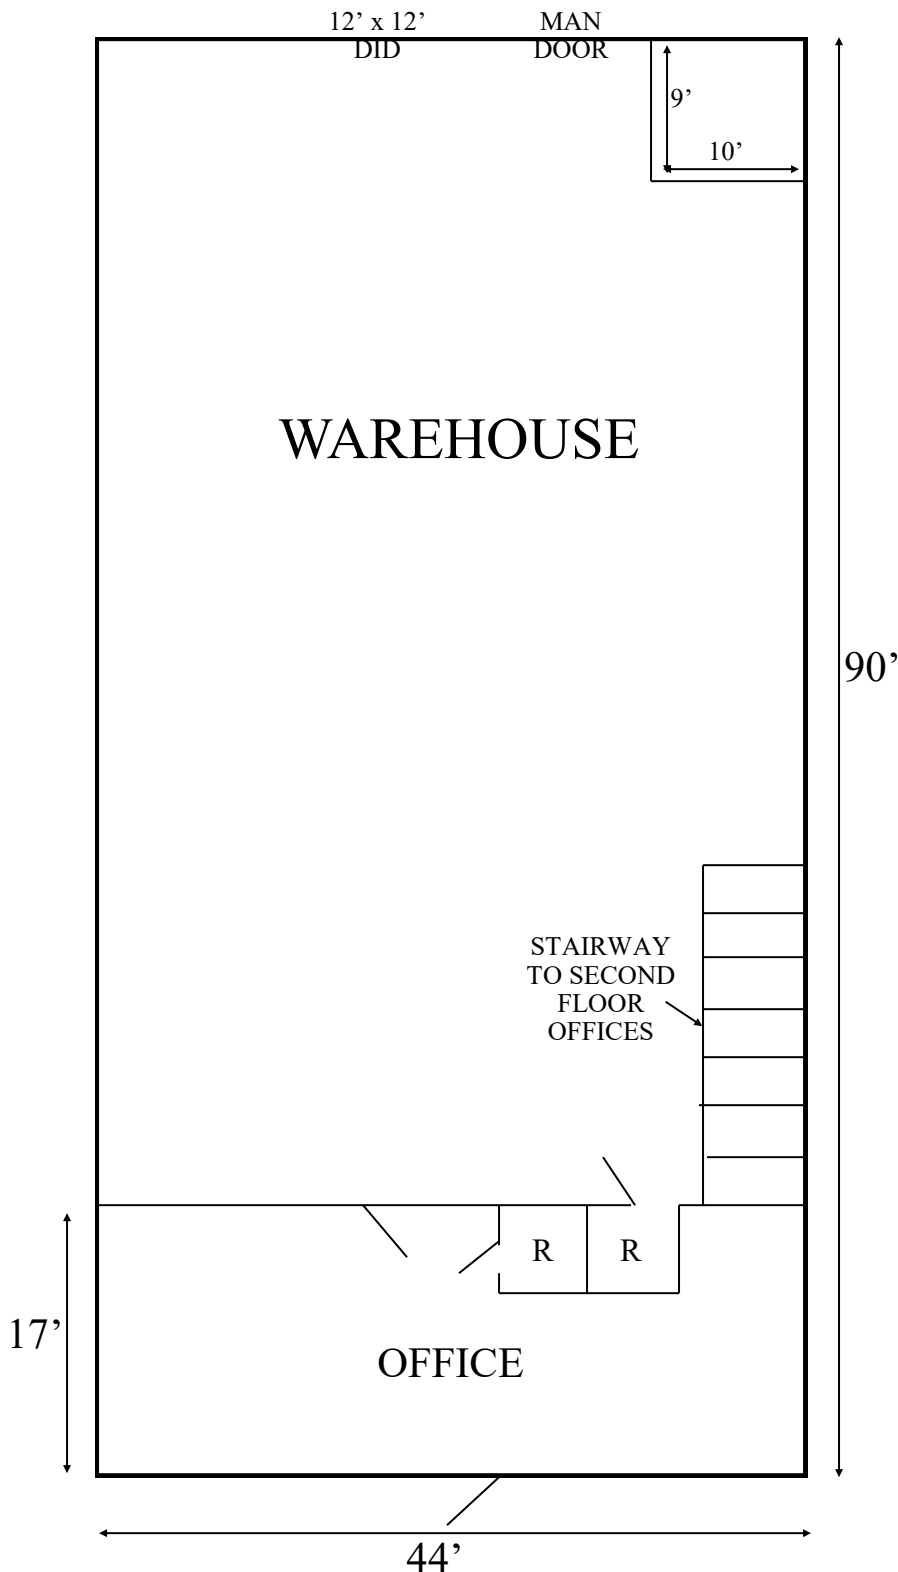 12’ x 12’
DID
MAN
DOOR
9’
10’
WAREHOUSE
90’
STAIRWAY
TO SECOND
FLOOR
OFFICES
R
R
17’
OFFICE
44’